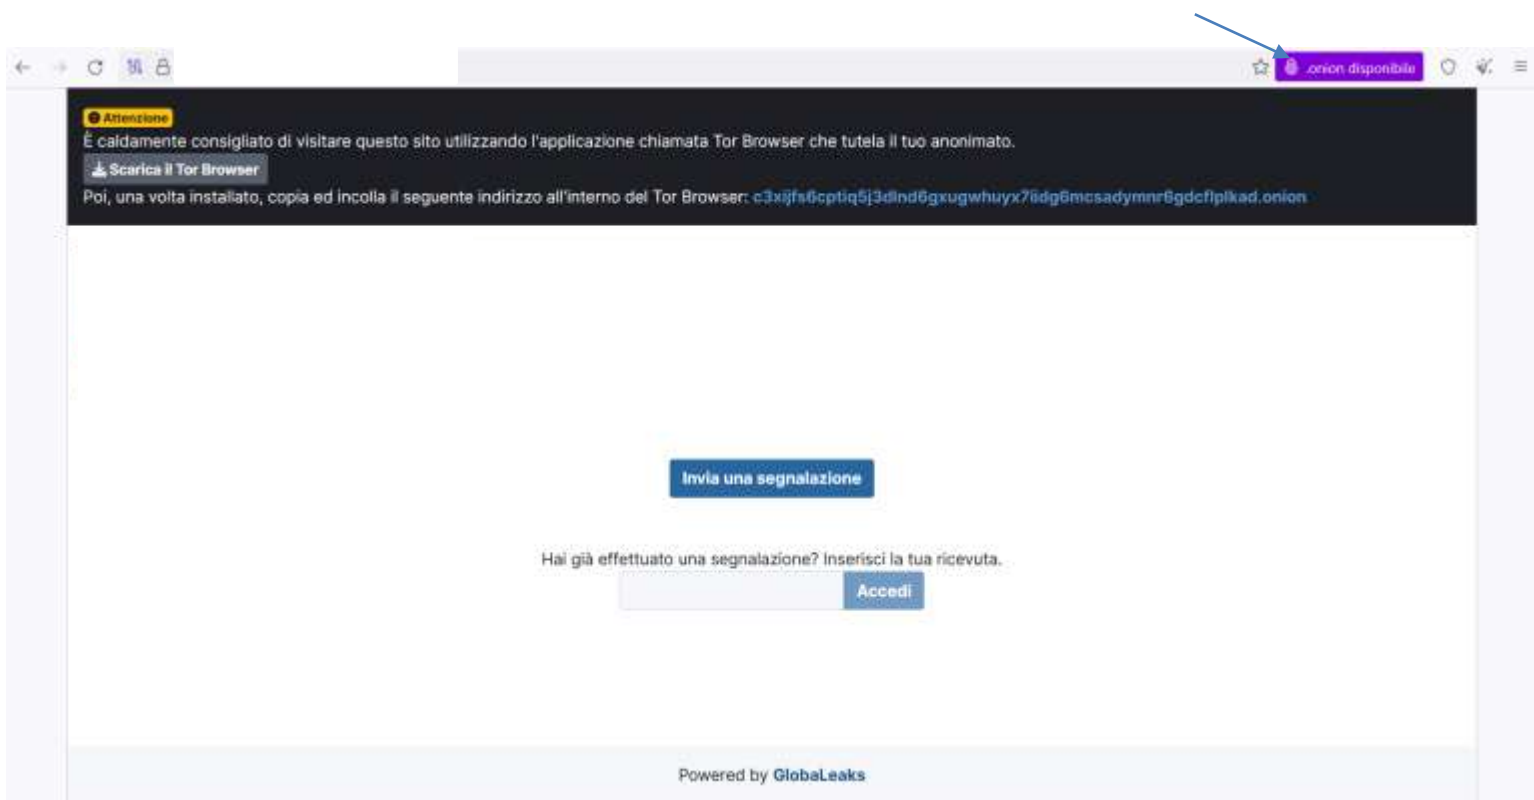 .onion disponibile
Attenzione
È caldamente consigliato di visitare questo sito utilizzando l'applicazione chiamata Tor Browser che tutela il tuo anonimato.
Scarica il Tor Browser
Poi, una volta installato, copia ed incolla il seguente indirizzo all'interno del Tor Browser:
Invia una segnalazione
Hai già effettuato una segnalazione? Inserisci la tua ricevuta.
Accedi
Powered by GlobaLeaks